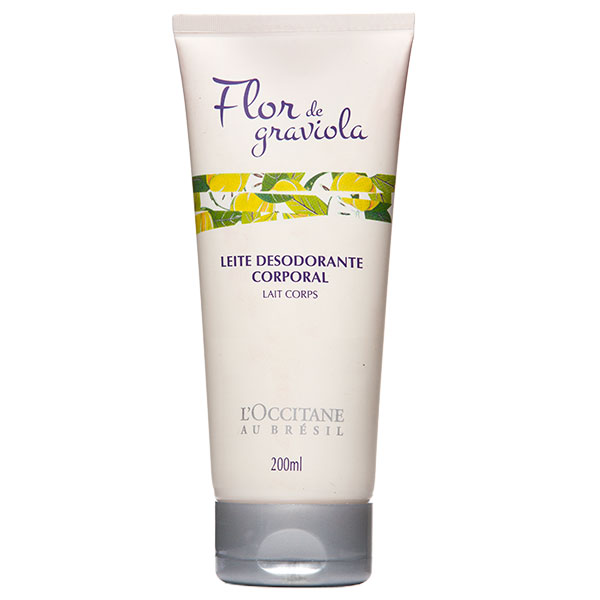 Flor de
graviola
LEITE DESODORANTE
CORPORAL
LAIT CORPS
L'OCCITANE
AU BRÉSIL
200ml